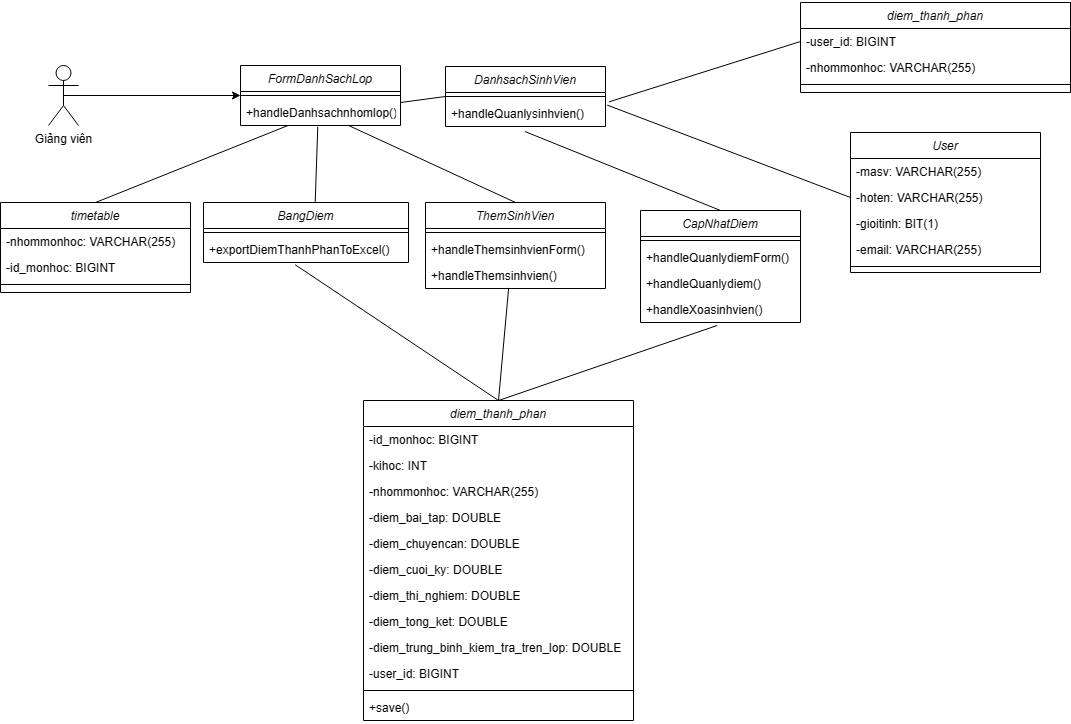 diem_thanh_phan
-user_id: BIGINT
-nhommonhoc: VARCHAR(255)
Giảng viên
FormDanhSachLop
+handleDanhsachnhomlop()
DanhsachSinhVien
+handleQuanlysinhvien()
User
-masv: VARCHAR(255)
-hoten: VARCHAR(255)
-gioitinh: BIT(1)
-email: VARCHAR(255)
timetable
-nhommonhoc: VARCHAR(255)
-id_monhoc: BIGINT
BangDiem
+exportDiemThanhPhanToExcel()
ThemSinhVien
+handleThemsinhvienForm()
+handleThemsinhvien()
CapNhatDiem
+handleQuanlydiemForm()
+handleQuanlydiem()
+handleXoasinhvien()
diem_thanh_phan
-id_monhoc: BIGINT
-kihoc: INT
-nhommonhoc: VARCHAR(255)
-diem_bai_tap: DOUBLE
-diem_chuyencan: DOUBLE
-diem_cuoi_ky: DOUBLE
-diem_thi_nghiem: DOUBLE
-diem_tong_ket: DOUBLE
-diem_trung_binh_kiem_tra_tren_lop: DOUBLE
-user_id: BIGINT
+save()